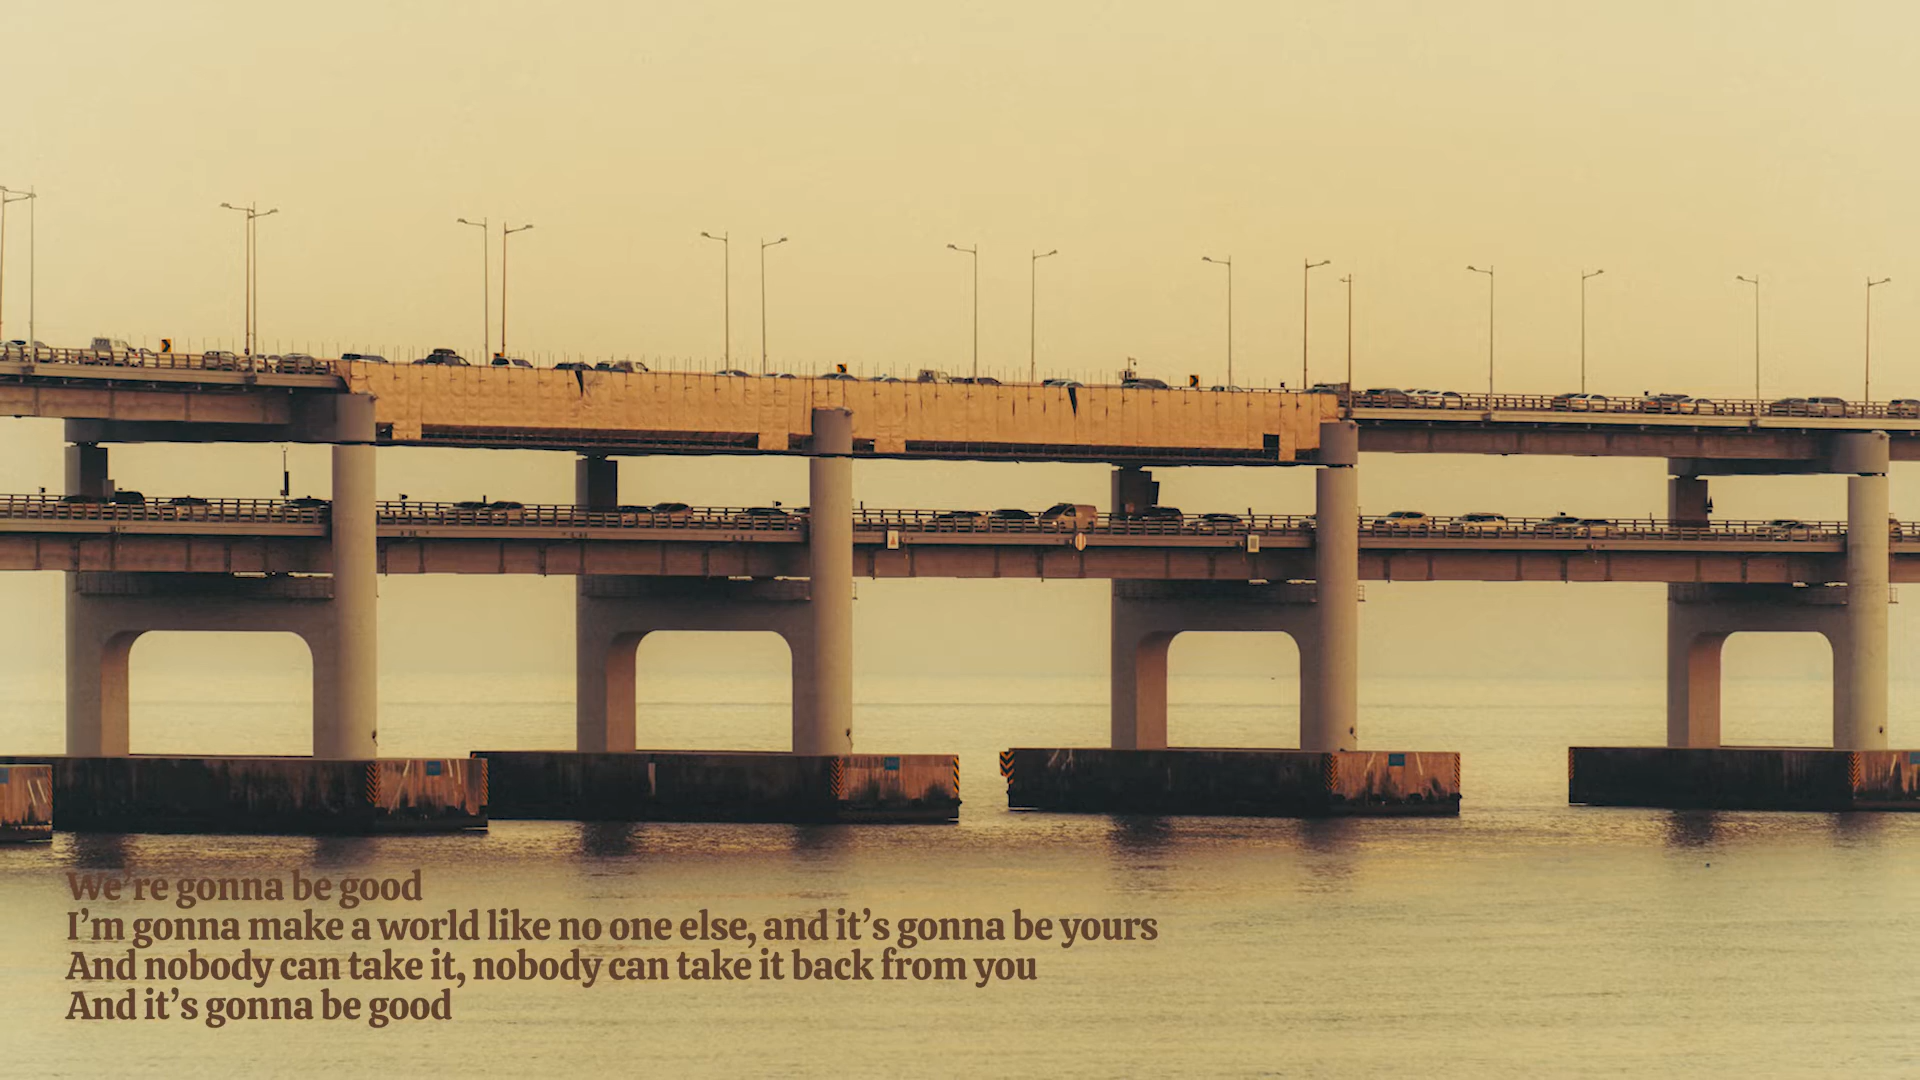 We’re gonna be good
I’m gonna make a world like no one else, and it’s gonna be yours
And nobody can take it, nobody can take it back from you
And it’s gonna be good